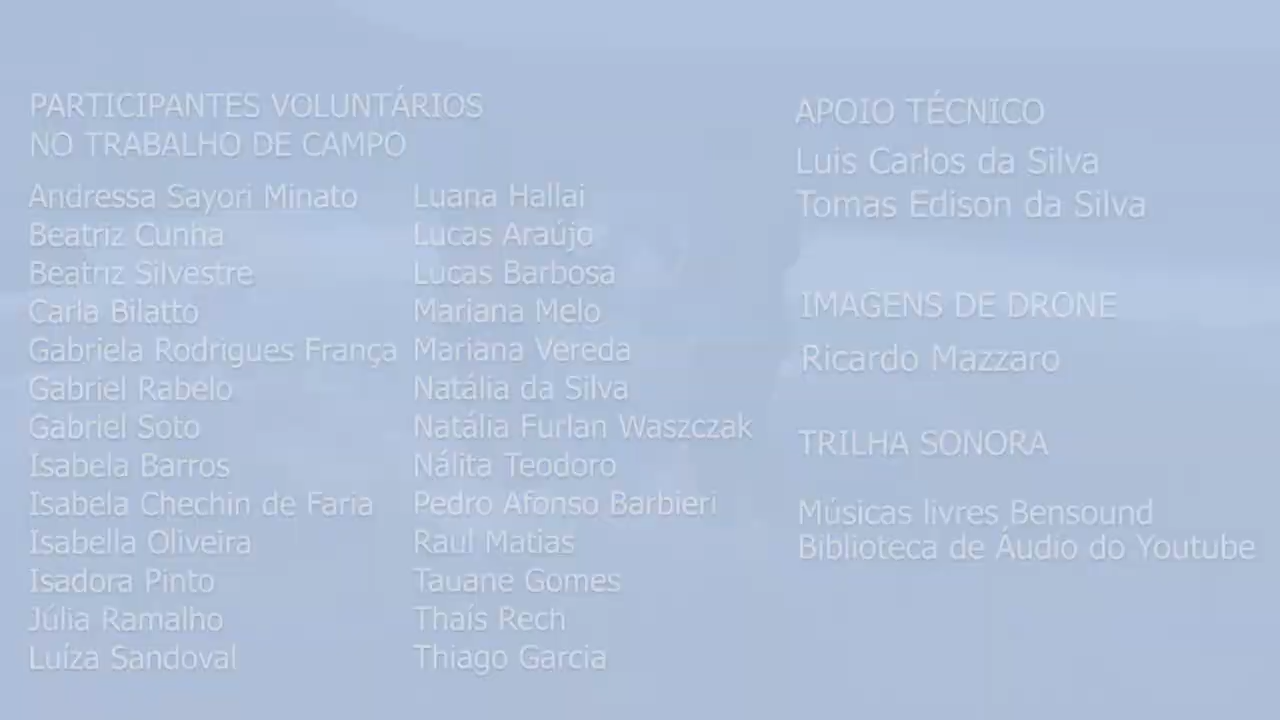 PARTICIPANTES VOLUNTÁRIOS
NO TRABALHO DE CAMPO
Andressa Sayori Minato
Beatriz Cunha
Beatriz Silvestre
Carla Bilatto
Gabriela Rodrigues França
Gabriel Rabelo
Gabriel Soto
Isabela Barros
Isabela Chechin de Faria
Isabella Oliveira
Isadora Pinto
Júlia Ramalho
Luíza Sandoval
Luana Hallai
Lucas Araújo
Lucas Barbosa
Mariana Melo
Mariana Vereda
Natália da Silva
Natália Furlan Waszczak
Nálita Teodoro
Pedro Afonso Barbieri
Raul Matias
Tauane Gomes
Thaís Rech
Thiago Garcia
APOIO TÉCNICO
Luis Carlos da Silva
Tomas Edison da Silva
IMAGENS DE DRONE
Ricardo Mazzaro
TRILHA SONORA
Músicas livres Bensound
Biblioteca de Áudio do Youtube